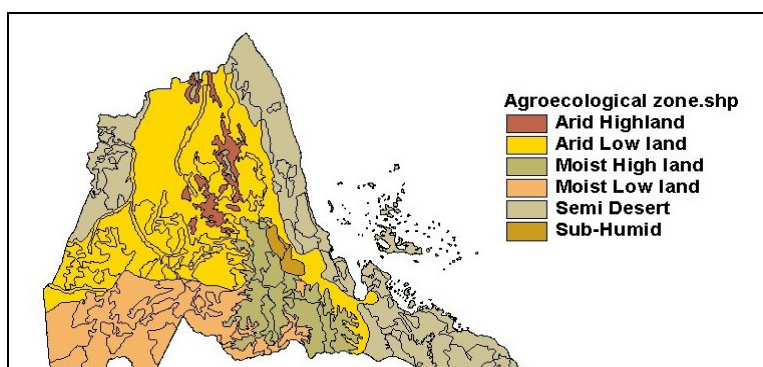 Agroecological zone.shp
Arid Highland
Arid Low land
Moist High land
Moist Low land
Semi Desert
Sub-Humid